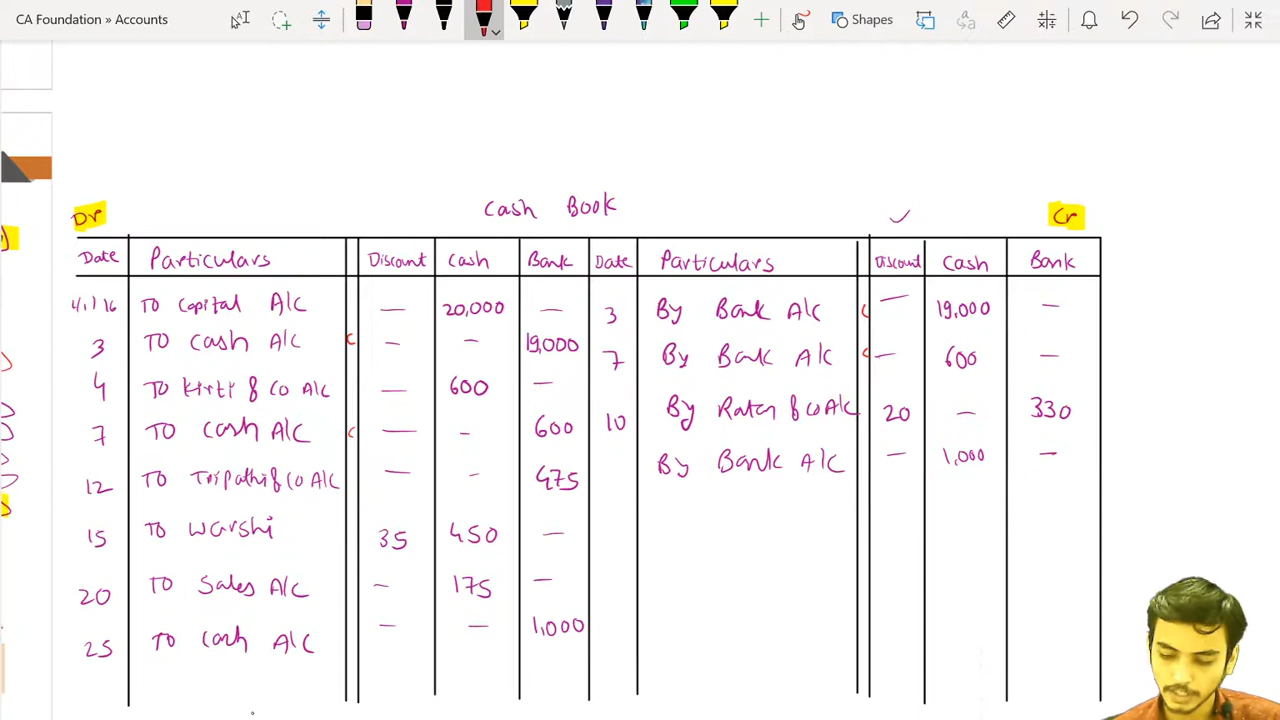 CA Foundation » Accounts
Shapes
Cash Book
Dr
Cr
Date Particulars Discount Cash Bank Date Particulars Discount Cash Bank
4/1/16 To Capital A/c — 20,000 — 3 By Bank A/c C — 19,000 —
3 To Cash A/c C — — 19,000 7 By Bank A/c C — 600 —
4 To Kirti & Co A/c — 600 — 10 By Raton & Co A/c 20 — 330
7 To Cash A/c C — — 600 By Bank A/c — 1,000 —
12 To Tripathi & Co A/c — — 475
15 To Warshi 35 450 —
20 To Sales A/c — 175 —
25 To Cash A/c — — 1,000